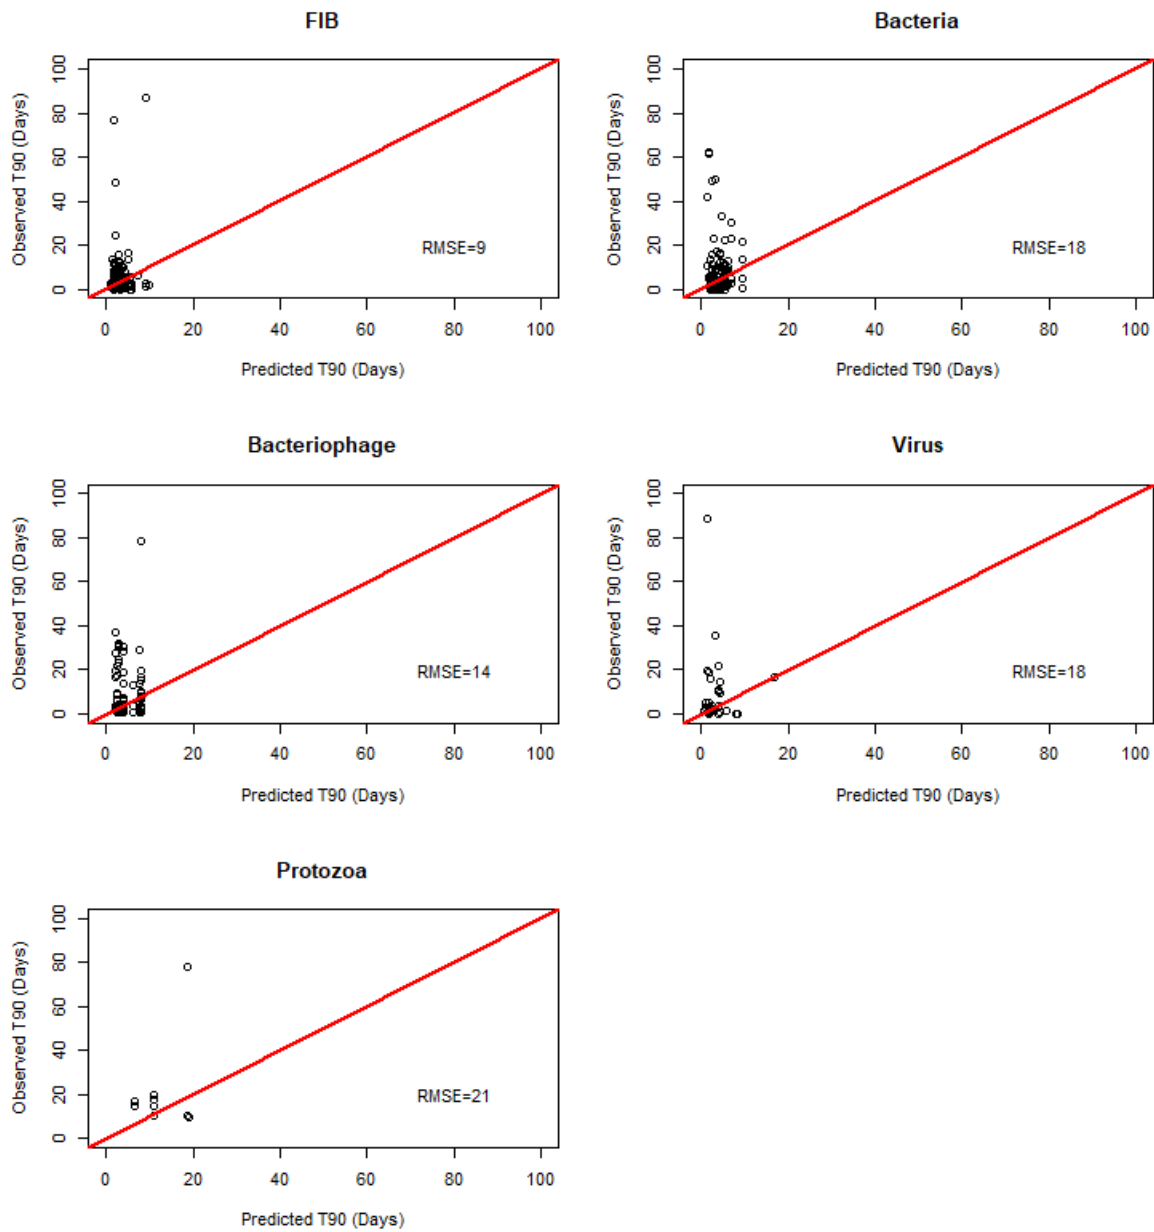 FIB
Observed T90 (Days)
0 20 40 60 80 100
RMSE=9
0 20 40 60 80 100
Predicted T90 (Days)
Bacteria
Observed T90 (Days)
0 20 40 60 80 100
RMSE=18
0 20 40 60 80 100
Predicted T90 (Days)
Bacteriophage
Observed T90 (Days)
0 20 40 60 80 100
RMSE=14
0 20 40 60 80 100
Predicted T90 (Days)
Virus
Observed T90 (Days)
0 20 40 60 80 100
RMSE=18
0 20 40 60 80 100
Predicted T90 (Days)
Protozoa
Observed T90 (Days)
0 20 40 60 80 100
RMSE=21
0 20 40 60 80 100
Predicted T90 (Days)